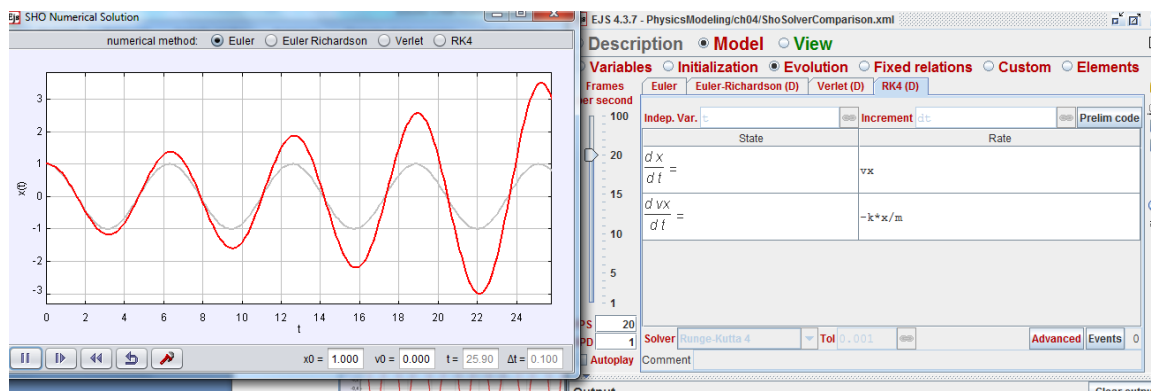 SHO Numerical Solution
numerical method: Euler Euler Richardson Verlet RK4
x(t)
3
2
1
0
-1
-2
-3
0 2 4 6 8 10 12 14 16 18 20 22 24
t
x0 = 1.000 v0 = 0.000 t = 25.90 Δt = 0.100
EJS 4.3.7 - PhysicsModeling/ch04/ShoSolverComparison.xml
Description Model View
Variables Initialization Evolution Fixed relations Custom Elements
Frames
per second
100
20
15
10
5
1
Euler Euler-Richardson (D) Verlet (D) RK4 (D)
Indep. Var. t Increment dt Prelim code
State Rate
d x
d t = vx
d vx
d t = -k*x/m
20
1
Autoplay
Solver Runge-Kutta 4 Tol 0.001 Advanced Events 0
Comment